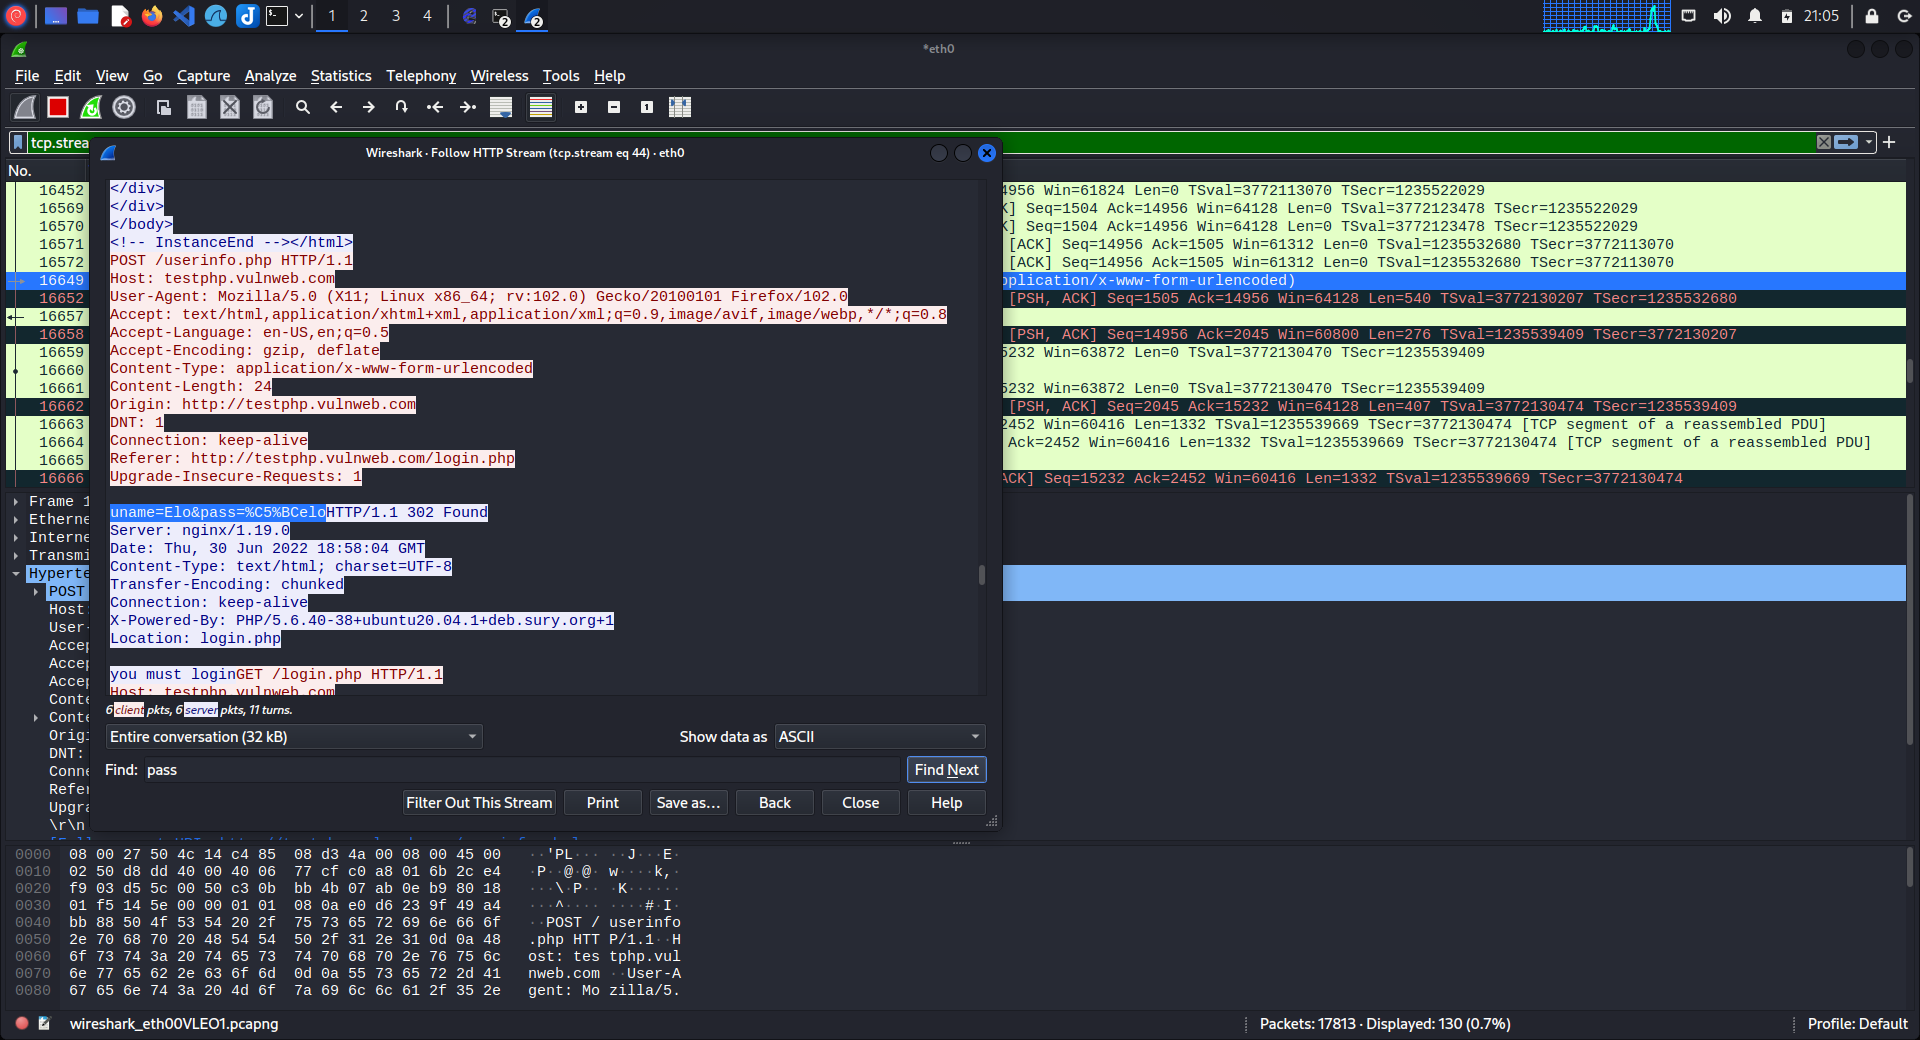 1 2 3 4 2 2 21:05
*eth0
File Edit View Go Capture Analyze Statistics Telephony Wireless Tools Help
tcp.strea
Wireshark · Follow HTTP Stream (tcp.stream eq 44) · eth0
No.
16452
16569
16570
16571
16572
16649
16652
16657
16658
16659
16660
16661
16662
16663
16664
16665
16666
</div>
</div>
</body>
<!-- InstanceEnd --></html>
POST /userinfo.php HTTP/1.1
Host: testphp.vulnweb.com
User-Agent: Mozilla/5.0 (X11; Linux x86_64; rv:102.0) Gecko/20100101 Firefox/102.0
Accept: text/html,application/xhtml+xml,application/xml;q=0.9,image/avif,image/webp,*/*;q=0.8
Accept-Language: en-US,en;q=0.5
Accept-Encoding: gzip, deflate
Content-Type: application/x-www-form-urlencoded
Content-Length: 24
Origin: http://testphp.vulnweb.com
DNT: 1
Connection: keep-alive
Referer: http://testphp.vulnweb.com/login.php
Upgrade-Insecure-Requests: 1
uname=Elo&pass=%C5%BCeloHTTP/1.1 302 Found
Server: nginx/1.19.0
Date: Thu, 30 Jun 2022 18:58:04 GMT
Content-Type: text/html; charset=UTF-8
Transfer-Encoding: chunked
Connection: keep-alive
X-Powered-By: PHP/5.6.40-38+ubuntu20.04.1+deb.sury.org+1
Location: login.php
you must loginGET /login.php HTTP/1.1
Host: testphp.vulnweb.com
6 client pkts, 6 server pkts, 11 turns.
Entire conversation (32 kB) Show data as ASCII
Find: pass Find Next
Filter Out This Stream Print Save as… Back Close Help
4956 Win=61824 Len=0 TSval=3772113070 TSecr=1235522029
K] Seq=1504 Ack=14956 Win=64128 Len=0 TSval=3772123478 TSecr=1235522029
K] Seq=1504 Ack=14956 Win=64128 Len=0 TSval=3772123478 TSecr=1235522029
[ACK] Seq=14956 Ack=1505 Win=61312 Len=0 TSval=1235532680 TSecr=3772113070
[ACK] Seq=14956 Ack=1505 Win=61312 Len=0 TSval=1235532680 TSecr=3772113070
pplication/x-www-form-urlencoded)
[PSH, ACK] Seq=1505 Ack=14956 Win=64128 Len=540 TSval=3772130207 TSecr=1235532680
[PSH, ACK] Seq=14956 Ack=2045 Win=60800 Len=276 TSval=1235539409 TSecr=3772130207
5232 Win=63872 Len=0 TSval=3772130470 TSecr=1235539409
5232 Win=63872 Len=0 TSval=3772130470 TSecr=1235539409
[PSH, ACK] Seq=2045 Ack=15232 Win=64128 Len=407 TSval=3772130474 TSecr=1235539409
2452 Win=60416 Len=1332 TSval=1235539669 TSecr=3772130474 [TCP segment of a reassembled PDU]
Ack=2452 Win=60416 Len=1332 TSval=1235539669 TSecr=3772130474 [TCP segment of a reassembled PDU]
ACK] Seq=15232 Ack=2452 Win=60416 Len=1332 TSval=1235539669 TSecr=3772130474
Frame 1
Etherne
Interne
Transmi
Hyperte
POST
Host:
User-
Accep
Accep
Accep
Conte
Conte
Origi
DNT:
Conne
Refer
Upgra
\r\n
0000 08 00 27 50 4c 14 c4 85 08 d3 4a 00 08 00 45 00 ··'PL··· ··J···E·
0010 02 50 d8 dd 40 00 40 06 77 cf c0 a8 01 6b 2c e4 ·P··@·@· w····k,·
0020 f9 03 d5 5c 00 50 c3 0b bb 4b 07 ab 0e b9 80 18 ···\·P·· ·K······
0030 01 f5 14 5e 00 00 01 01 08 0a e0 d6 23 9f 49 a4 ···^···· ····#·I·
0040 bb 88 50 4f 53 54 20 2f 75 73 65 72 69 6e 66 6f ··POST / userinfo
0050 2e 70 68 70 20 48 54 54 50 2f 31 2e 31 0d 0a 48 .php HTT P/1.1··H
0060 6f 73 74 3a 20 74 65 73 74 70 68 70 2e 76 75 6c ost: tes tphp.vul
0070 6e 77 65 62 2e 63 6f 6d 0d 0a 55 73 65 72 2d 41 nweb.com ··User-A
0080 67 65 6e 74 3a 20 4d 6f 7a 69 6c 6c 61 2f 35 2e gent: Mo zilla/5.
wireshark_eth00VLEO1.pcapng Packets: 17813 · Displayed: 130 (0.7%) Profile: Default